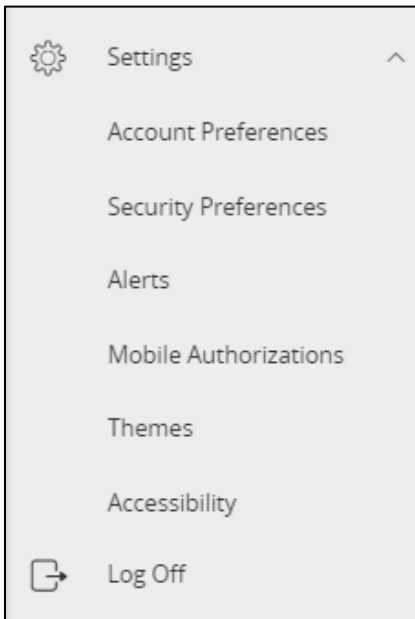 Settings
Account Preferences
Security Preferences
Alerts
Mobile Authorizations
Themes
Accessibility
Log Off